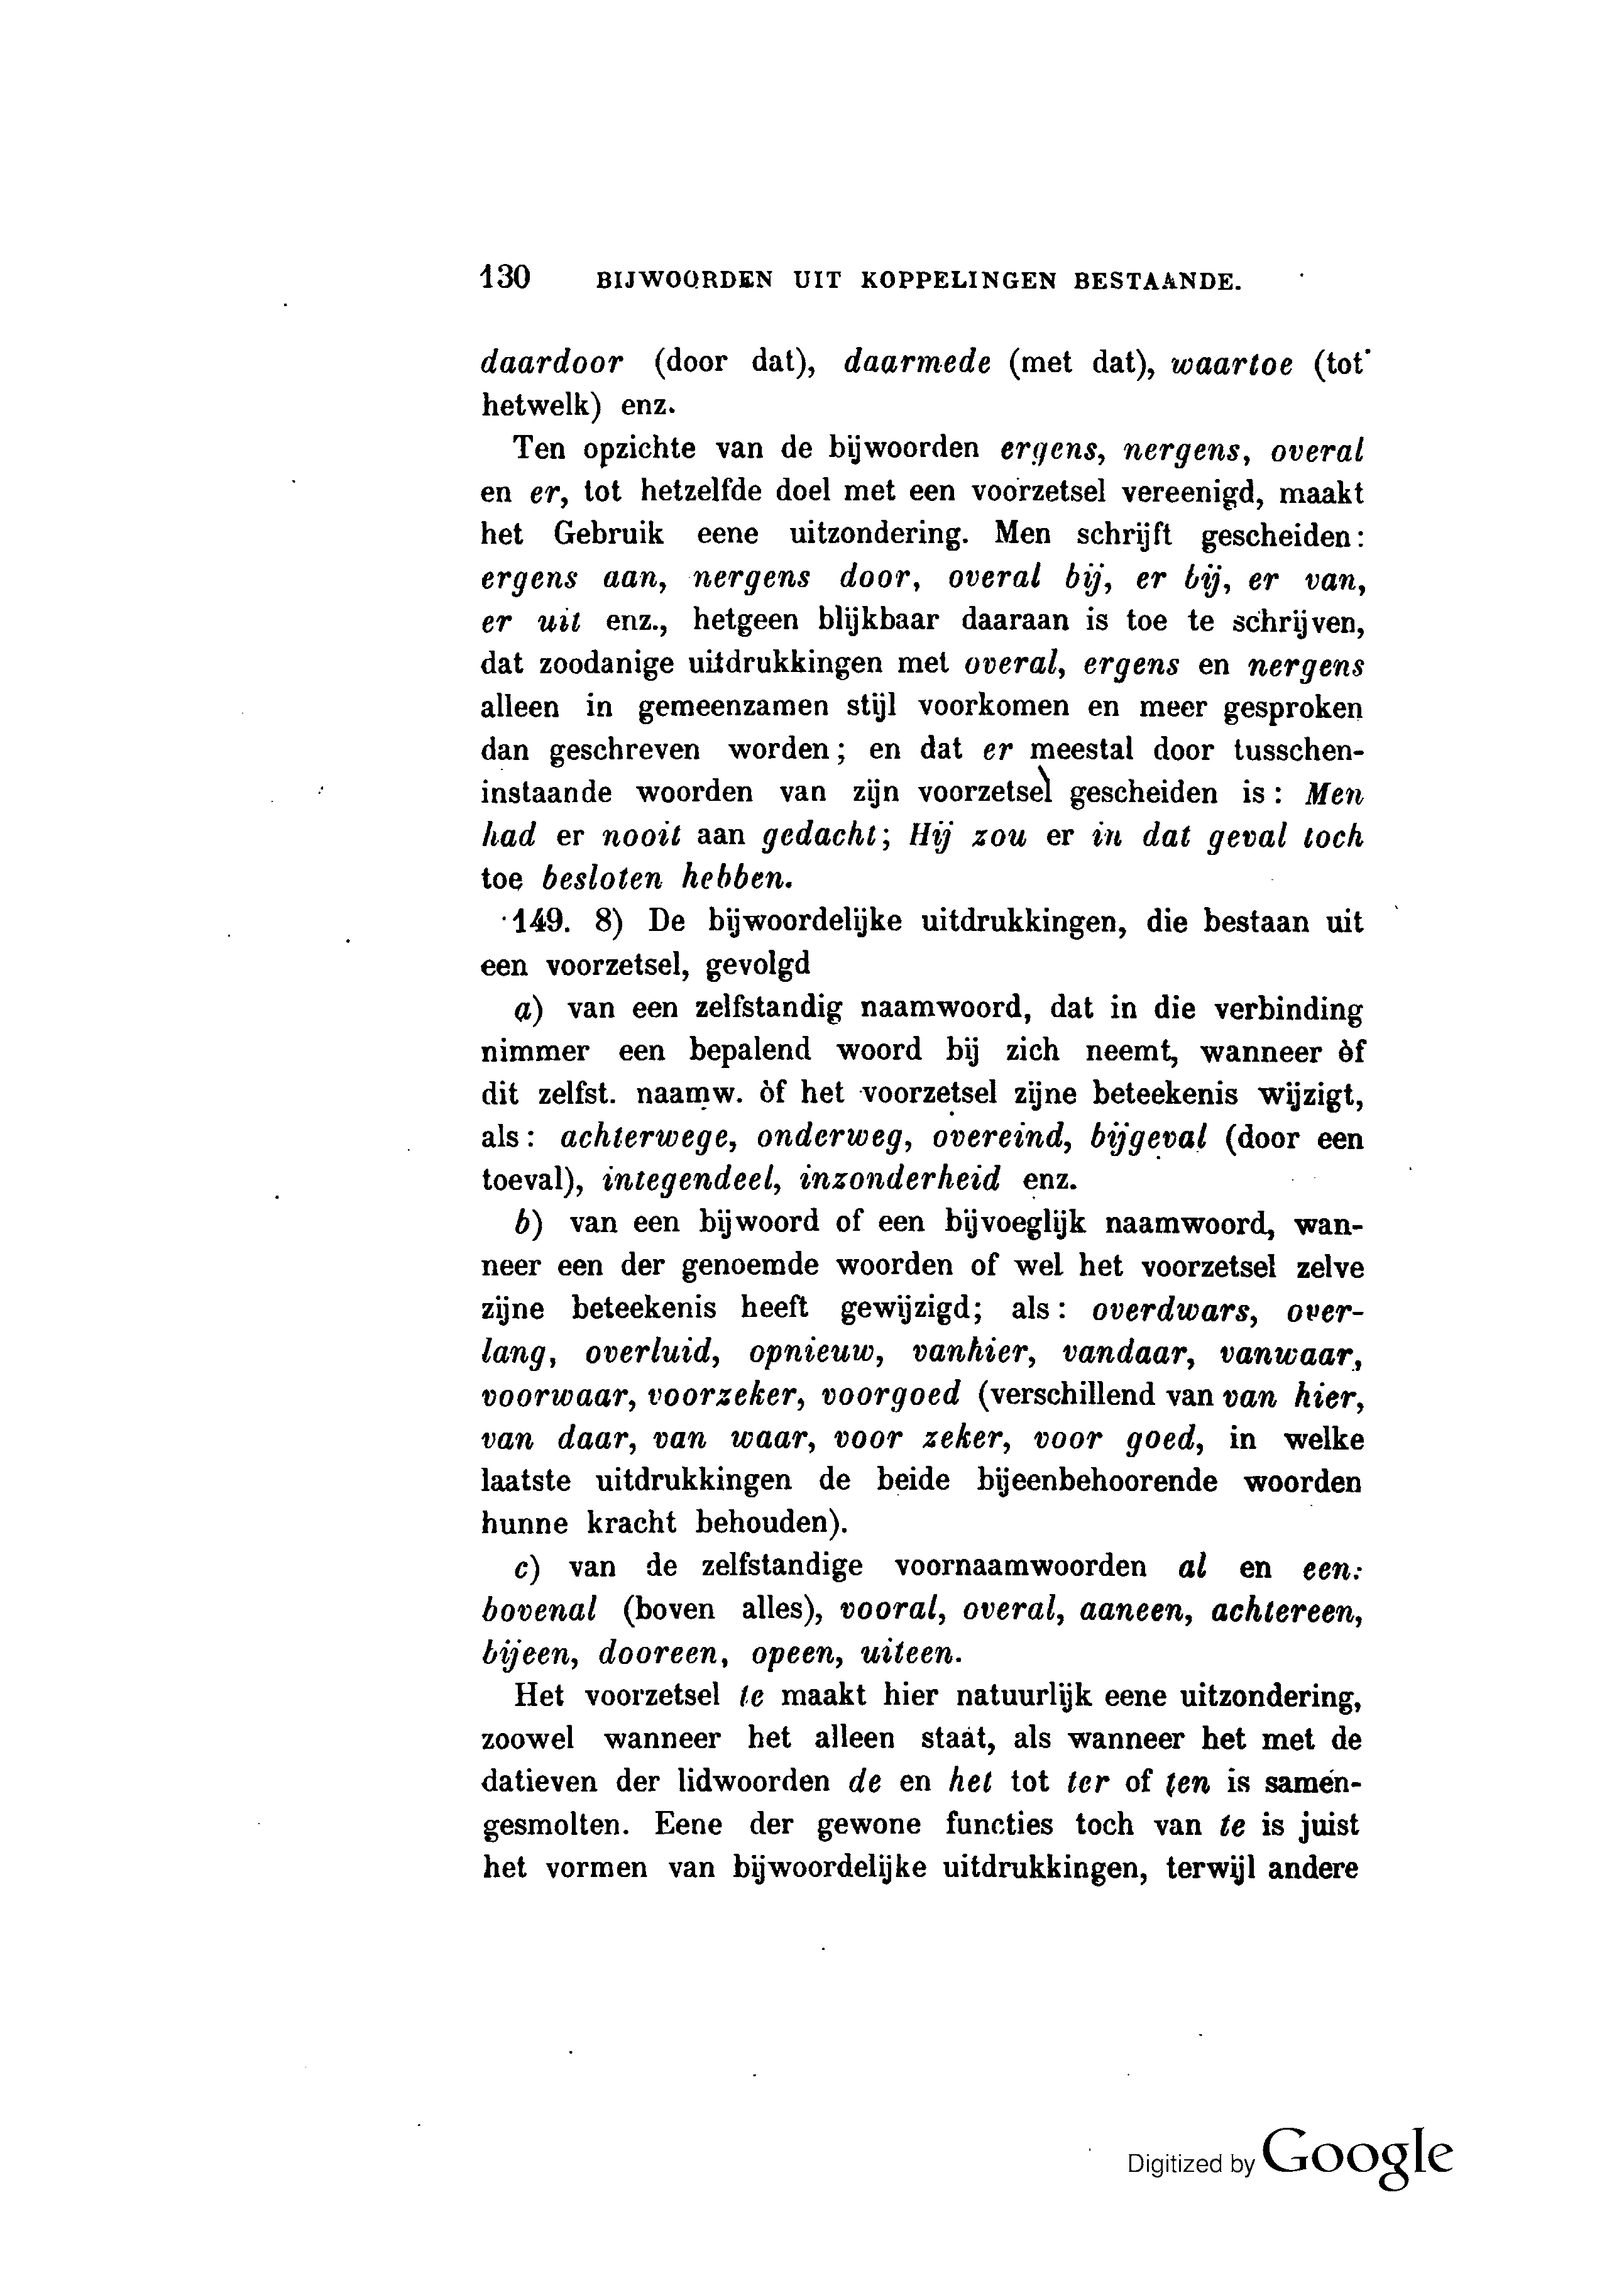 130 BIJWOORDEN UIT KOPPELINGEN BESTAANDE.
daardoor (door dat), daarmede (met dat), waartoe (tot
hetwelk) enz.
Ten opzichte van de bijwoorden ergens, nergens, overal
en er, tot hetzelfde doel met een voorzetsel vereenigd, maakt
het Gebruik eene uitzondering. Men schrijft gescheiden:
ergens aan, nergens door, overal bij, er bij, er van,
er uit enz., hetgeen blijkbaar daaraan is toe te schrijven,
dat zoodanige uitdrukkingen met overal, ergens en nergens
alleen in gemeenzamen stijl voorkomen en meer gesproken
dan geschreven worden; en dat er meestal door tusschen-
instaande woorden van zijn voorzetsel gescheiden is: Men
had er nooit aan gedacht; Hij zou er in dat geval toch
toe besloten hebben.
149. 8) De bijwoordelijke uitdrukkingen, die bestaan uit
een voorzetsel, gevolgd
a) van een zelfstandig naamwoord, dat in die verbinding
nimmer een bepalend woord bij zich neemt, wanneer òf
dit zelfst. naamw. òf het voorzetsel zijne beteekenis wijzigt,
als: achterwege, onderweg, overeind, bijgeval (door een
toeval), integendeel, inzonderheid enz.
b) van een bijwoord of een bijvoeglijk naamwoord, wan-
neer een der genoemde woorden of wel het voorzetsel zelve
zijne beteekenis heeft gewijzigd; als: overdwars, over-
lang, overluid, opnieuw, vanhier, vandaar, vanwaar,
voorwaar, voorzeker, voorgoed (verschillend van van hier,
van daar, van waar, voor zeker, voor goed, in welke
laatste uitdrukkingen de beide bijeenbehoorende woorden
hunne kracht behouden).
c) van de zelfstandige voornaamwoorden al en een:
bovenal (boven alles), vooral, overal, aaneen, achtereen,
bijeen, dooreen, opeen, uiteen.
Het voorzetsel te maakt hier natuurlijk eene uitzondering,
zoowel wanneer het alleen staat, als wanneer het met de
datieven der lidwoorden de en het tot ter of ten is samen-
gesmolten. Eene der gewone functies toch van te is juist
het vormen van bijwoordelijke uitdrukkingen, terwijl andere
Digitized by Google